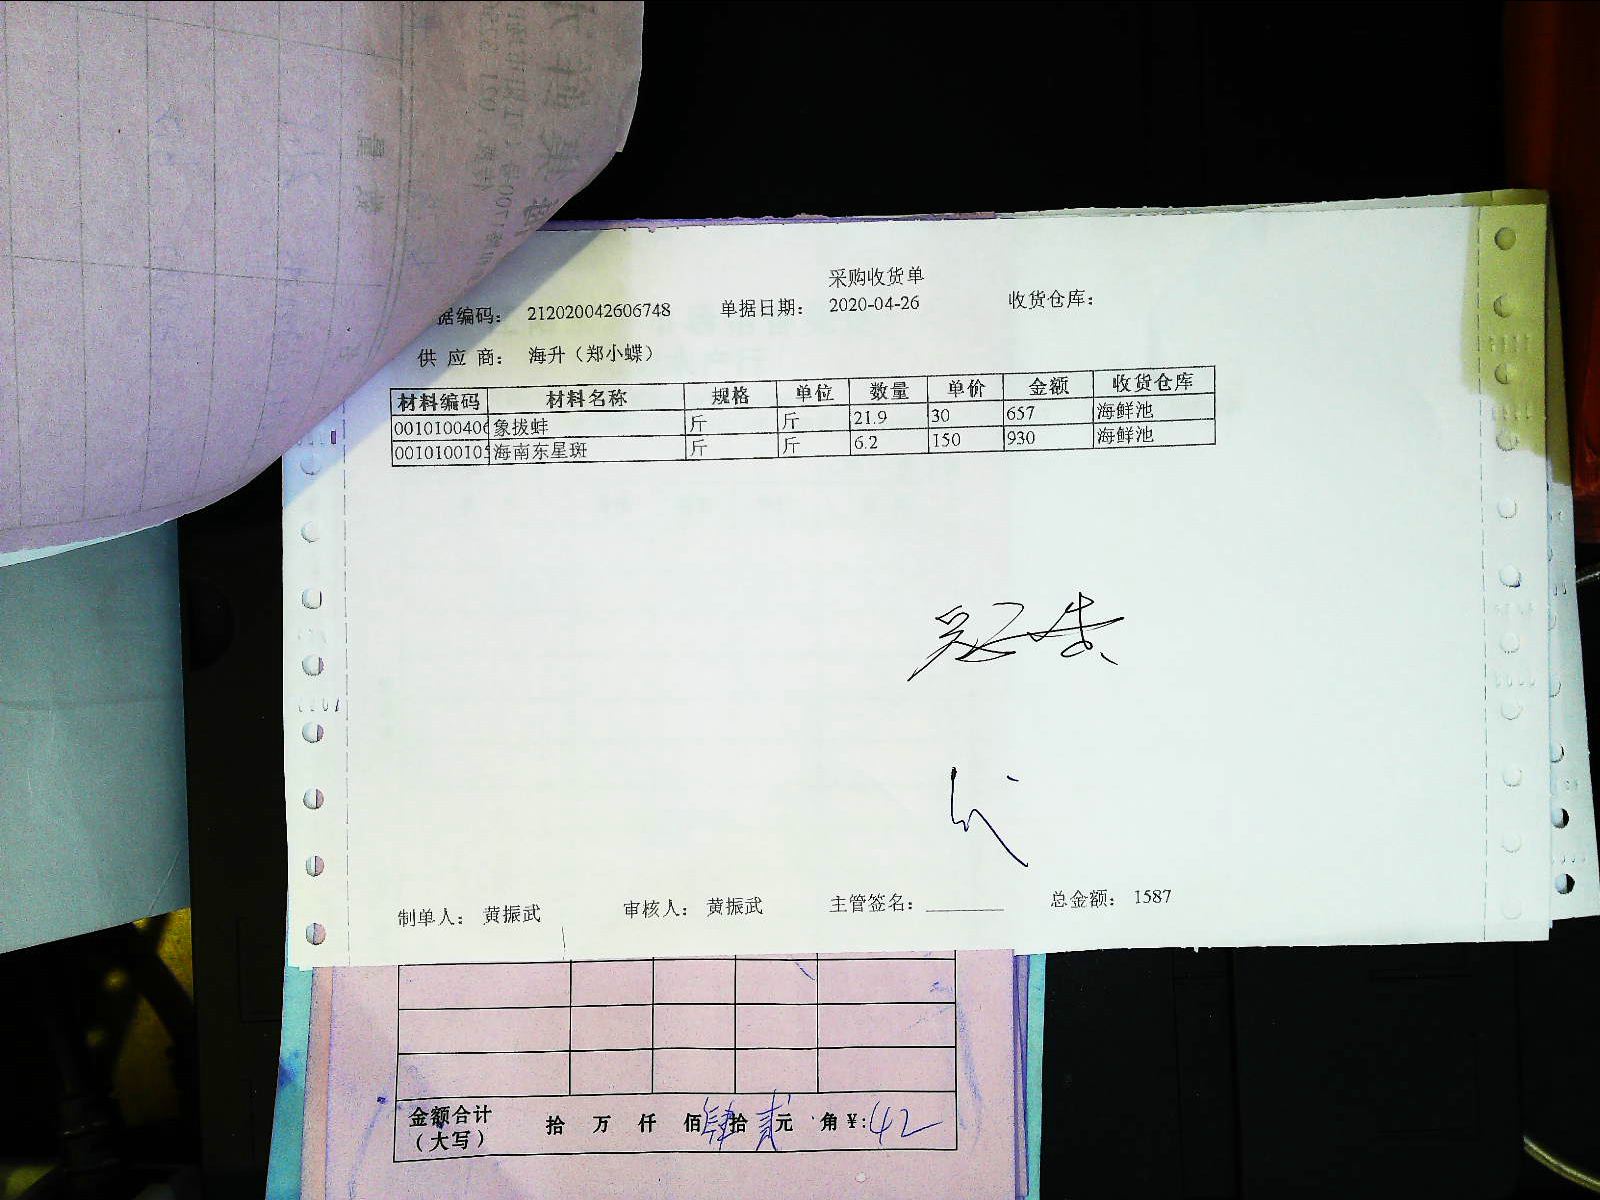 采购收货单
据编码： 212020042606748 单据日期： 2020-04-26 收货仓库：
供应商： 海升（郑小蝶）
材料编码 材料名称 规格 单位 数量 单价 金额 收货仓库
0010100406 象拔蚌 斤 斤 21.9 30 657 海鲜池
0010100105 海南东星斑 斤 斤 6.2 150 930 海鲜池
制单人： 黄振武 审核人： 黄振武 主管签名： 总金额： 1587
金额合计（大写） 拾 万 仟 佰 肆 拾 贰 元 角 ¥: 42